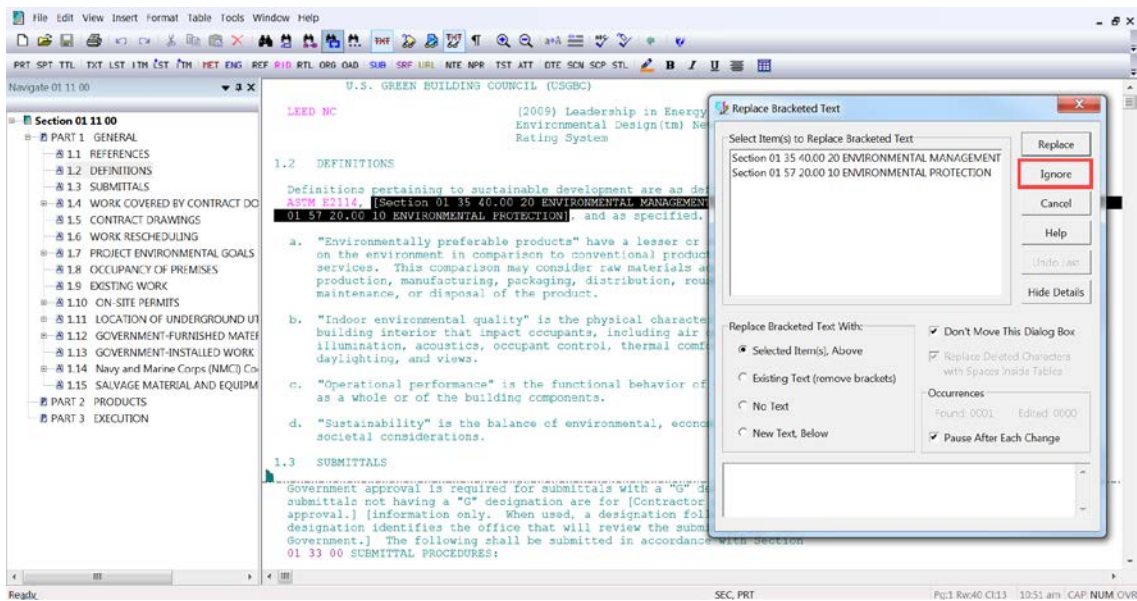 File Edit View Insert Format Table Tools Window Help
PRT SPT TTL TXT LST ITM MET ENG REF RID RTL ORG OAD SUB SRF URL NTE NPR TST ATT DTE SCN SCP STL B I U
Navigate 01 11 00
Section 01 11 00
PART 1 GENERAL
1.1 REFERENCES
1.2 DEFINITIONS
1.3 SUBMITTALS
1.4 WORK COVERED BY CONTRACT DO
1.5 CONTRACT DRAWINGS
1.6 WORK RESCHEDULING
1.7 PROJECT ENVIRONMENTAL GOALS
1.8 OCCUPANCY OF PREMISES
1.9 EXISTING WORK
1.10 ON-SITE PERMITS
1.11 LOCATION OF UNDERGROUND UT
1.12 GOVERNMENT-FURNISHED MATER
1.13 GOVERNMENT-INSTALLED WORK
1.14 Navy and Marine Corps (NMCI) Co
1.15 SALVAGE MATERIAL AND EQUIPM
PART 2 PRODUCTS
PART 3 EXECUTION
U.S. GREEN BUILDING COUNCIL (USGBC)
LEED NC (2009) Leadership in Energy
Environmental Design(tm) Ne
Rating System
1.2 DEFINITIONS
Definitions pertaining to sustainable development are as def
ASTM E2114, [Section 01 35 40.00 20 ENVIRONMENTAL MANAGEMENT
01 57 20.00 10 ENVIRONMENTAL PROTECTION], and as specified.
a. "Environmentally preferable products" have a lesser or
on the environment in comparison to conventional produc
services. This comparison may consider raw materials a
production, manufacturing, packaging, distribution, reu
maintenance, or disposal of the product.
b. "Indoor environmental quality" is the physical characte
building interior that impact occupants, including air
illumination, acoustics, occupant control, thermal comf
daylighting, and views.
c. "Operational performance" is the functional behavior of
as a whole or of the building components.
d. "Sustainability" is the balance of environmental, econo
societal considerations.
1.3 SUBMITTALS
Government approval is required for submittals with a "G" de
submittals not having a "G" designation are for [Contractor
approval.] [information only. When used, a designation foll
designation identifies the office that will review the subm
Government.] The following shall be submitted in accordance with Section
01 33 00 SUBMITTAL PROCEDURES:
Replace Bracketed Text
Select Item(s) to Replace Bracketed Text
Section 01 35 40.00 20 ENVIRONMENTAL MANAGEMENT
Section 01 57 20.00 10 ENVIRONMENTAL PROTECTION
Replace
Ignore
Cancel
Help
Undo Last
Hide Details
Replace Bracketed Text With:
Selected Item(s), Above
Existing Text (remove brackets)
No Text
New Text, Below
Don't Move This Dialog Box
Replace Deleted Characters
with Spaces Inside Tables
Occurrences
Found: 0001 Edited: 0000
Pause After Each Change
Ready
SEC, PRT
Pg:1 Rw:40 Cl:13 10:51 am CAP NUM OVR